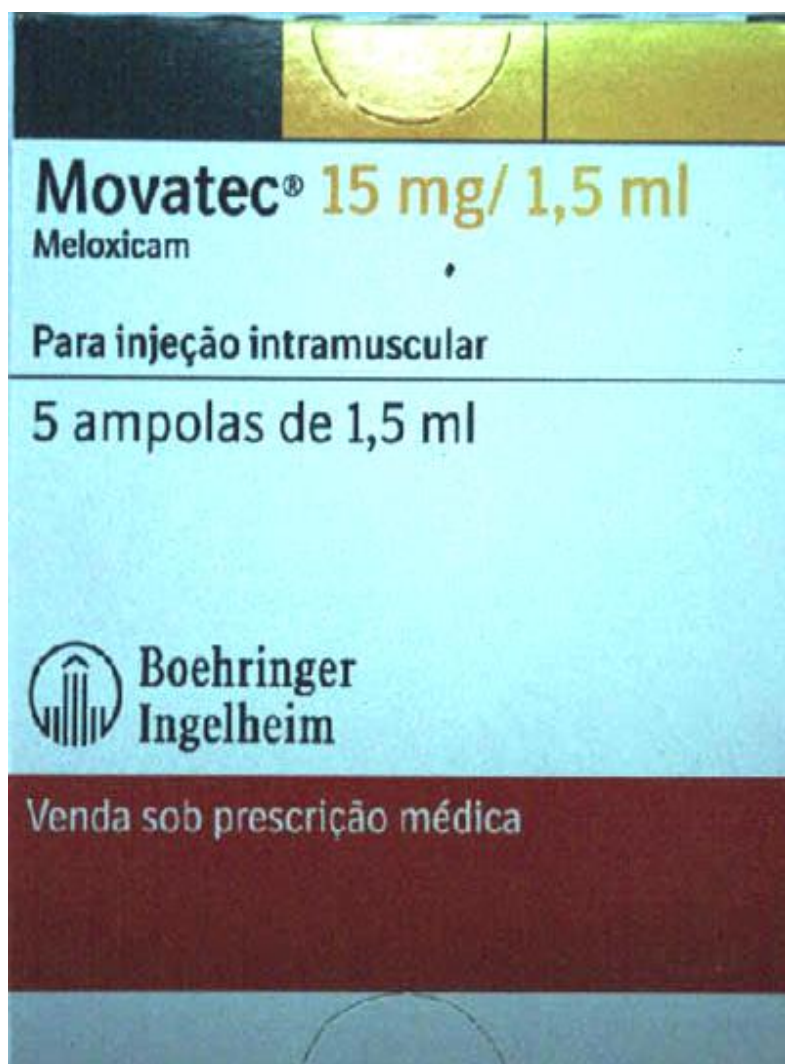 Movatec® 15 mg/ 1,5 ml
Meloxicam
Para injeção intramuscular
5 ampolas de 1,5 ml
Boehringer
Ingelheim
Venda sob prescrição médica